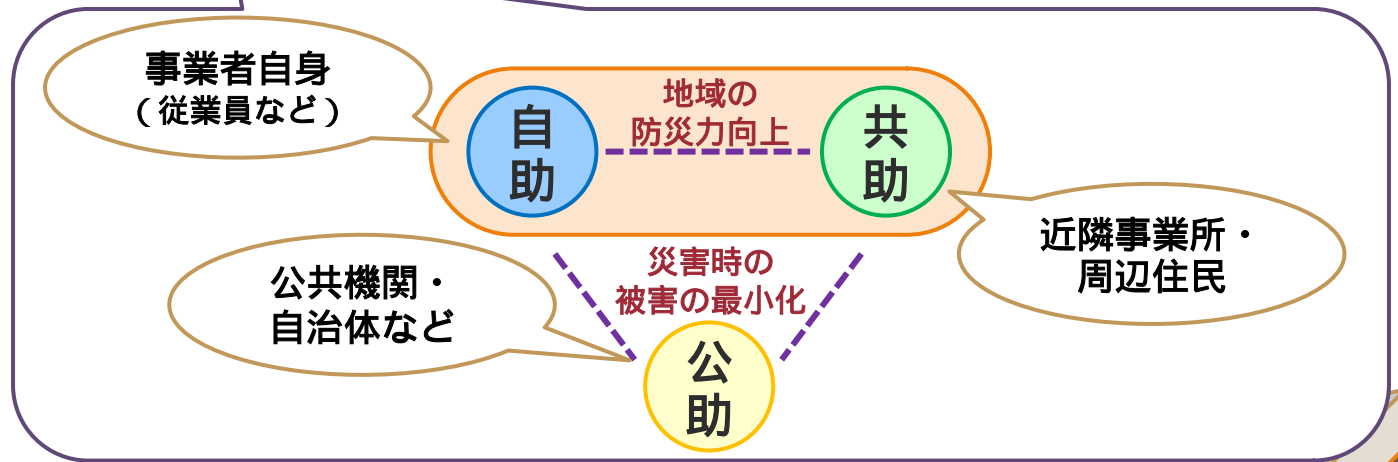 事業者自身
（従業員など）
地域の
防災力向上
自
助
共
助
近隣事業所・
周辺住民
災害時の
被害の最小化
公共機関・
自治体など
公
助